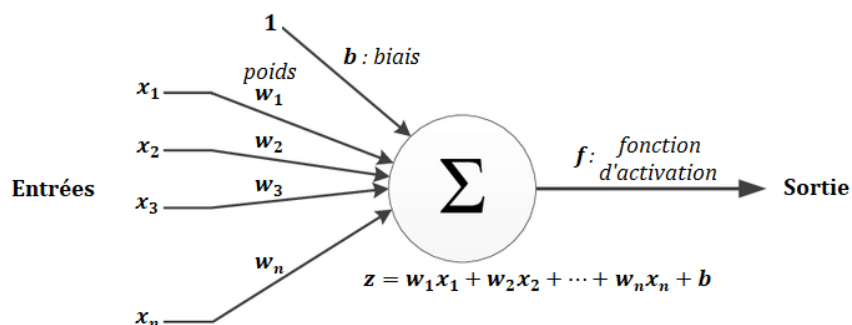 1
b : biais
poids
x₁
w₁
x₂
w₂
f : fonction
d'activation
Entrées
Σ
Sortie
x₃
w₃
wₙ
z = w₁x₁ + w₂x₂ + ⋯ + wₙxₙ + b
xₙ